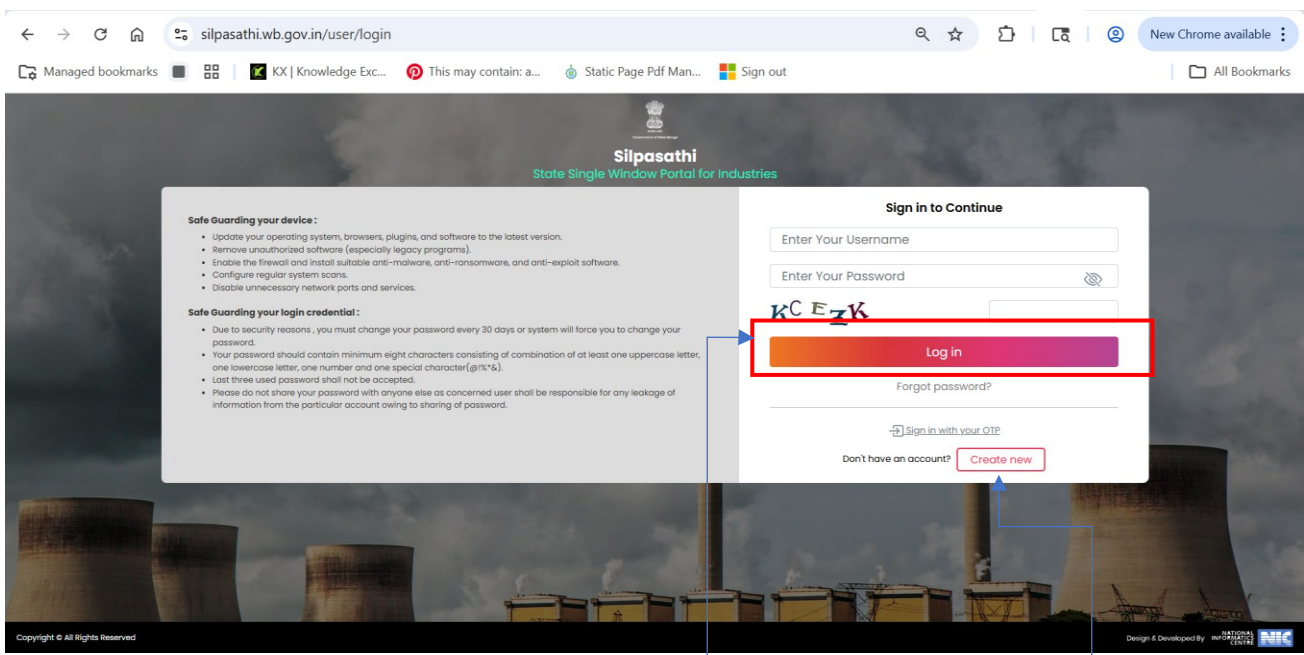 silpasathi.wb.gov.in/user/login
New Chrome available
Managed bookmarks
KX | Knowledge Exc...
This may contain: a...
Static Page Pdf Man...
Sign out
All Bookmarks
Silpasathi
State Single Window Portal for Industries
Safe Guarding your device :
• Update your operating system, browsers, plugins, and software to the latest version.
• Remove unauthorized software (especially legacy programs).
• Enable the firewall and install suitable anti-malware, anti-ransomware, and anti-exploit software.
• Configure regular system scans.
• Disable unnecessary network ports and services.
Safe Guarding your login credential :
• Due to security reasons , you must change your password every 30 days or system will force you to change your
password.
• Your password should contain minimum eight characters consisting of combination of at least one uppercase letter,
one lowercase letter, one number and one special character(@!%*&).
• Last three used password shall not be accepted.
• Please do not share your password with anyone else as concerned user shall be responsible for any leakage of
information from the particular account owing to sharing of password.
Sign in to Continue
Enter Your Username
Enter Your Password
KCEzK
Log in
Forgot password?
Sign in with your OTP
Don't have an account? Create new
Copyright © All Rights Reserved
Design & Developed By
NATIONAL
INFORMATICS
CENTRE
NIC